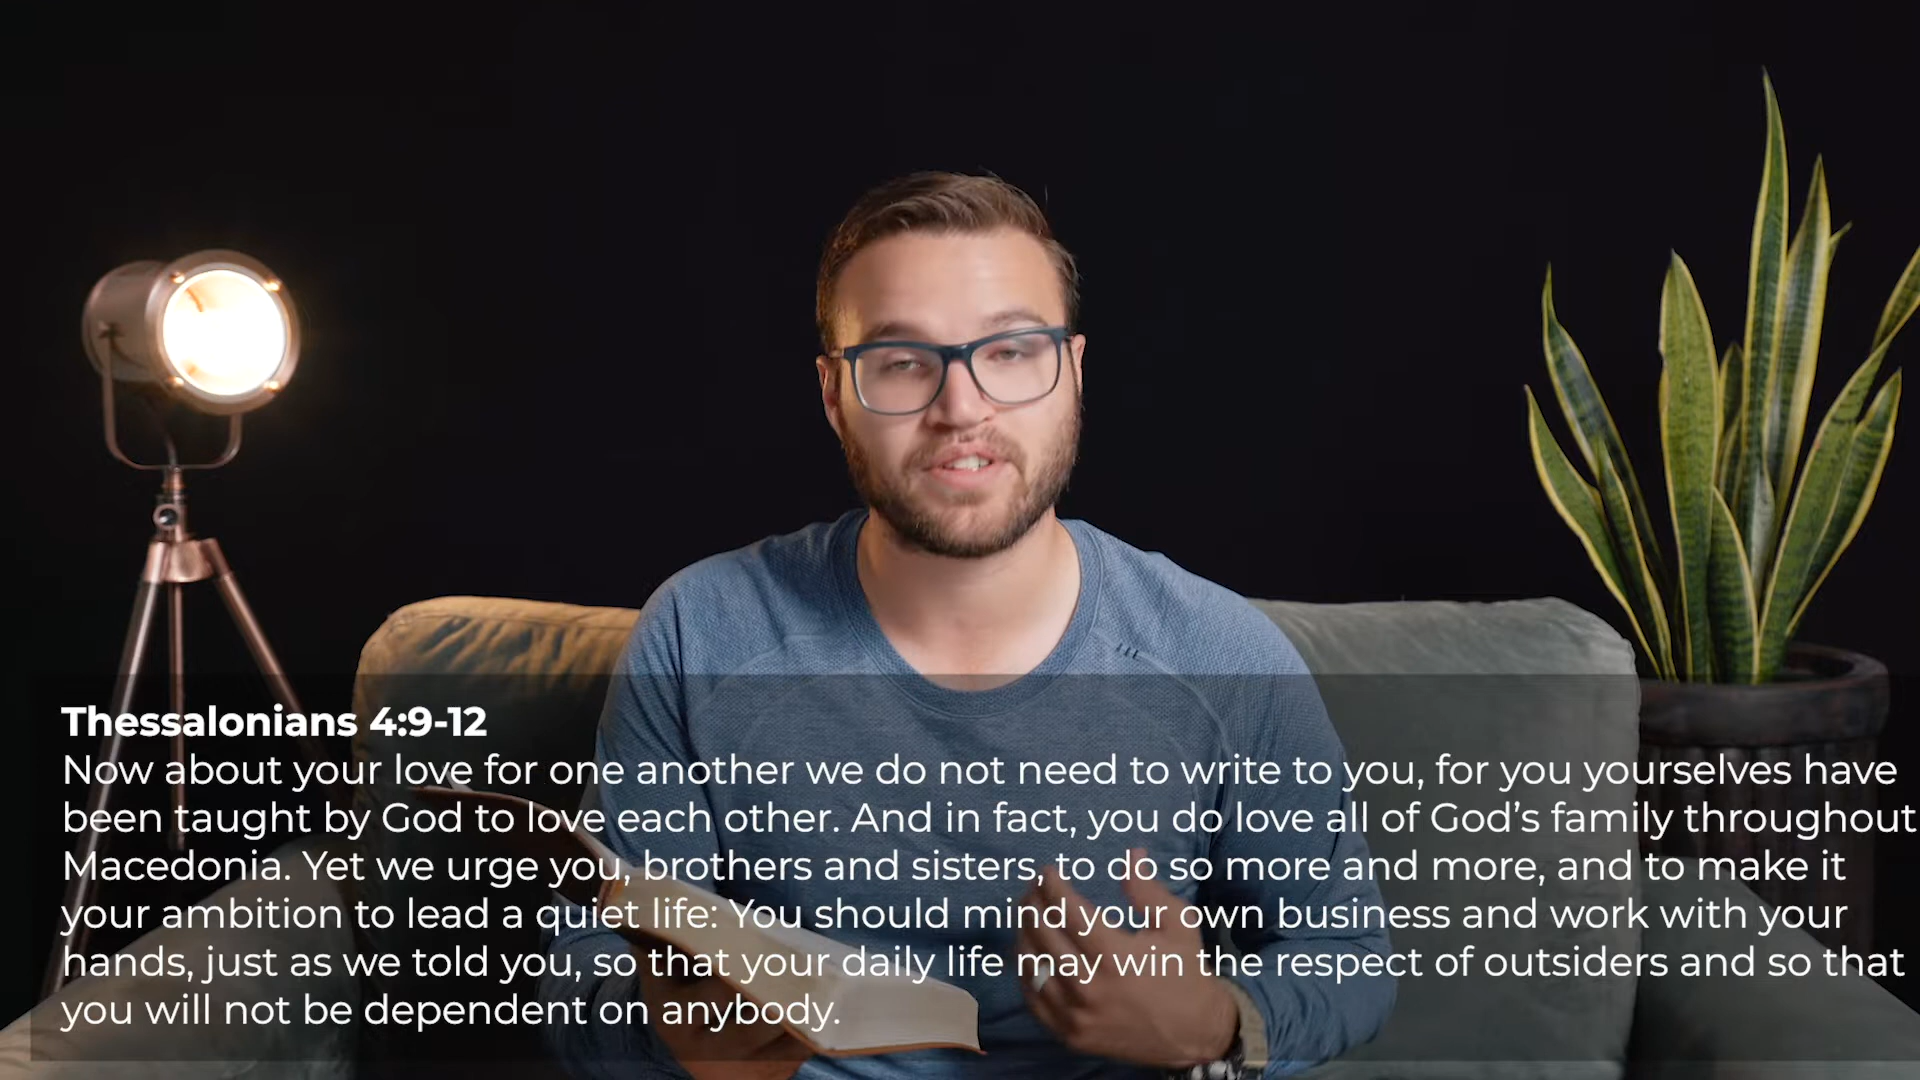 Thessalonians 4:9-12
Now about your love for one another we do not need to write to you, for you yourselves have
been taught by God to love each other. And in fact, you do love all of God’s family throughout
Macedonia. Yet we urge you, brothers and sisters, to do so more and more, and to make it
your ambition to lead a quiet life: You should mind your own business and work with your
hands, just as we told you, so that your daily life may win the respect of outsiders and so that
you will not be dependent on anybody.